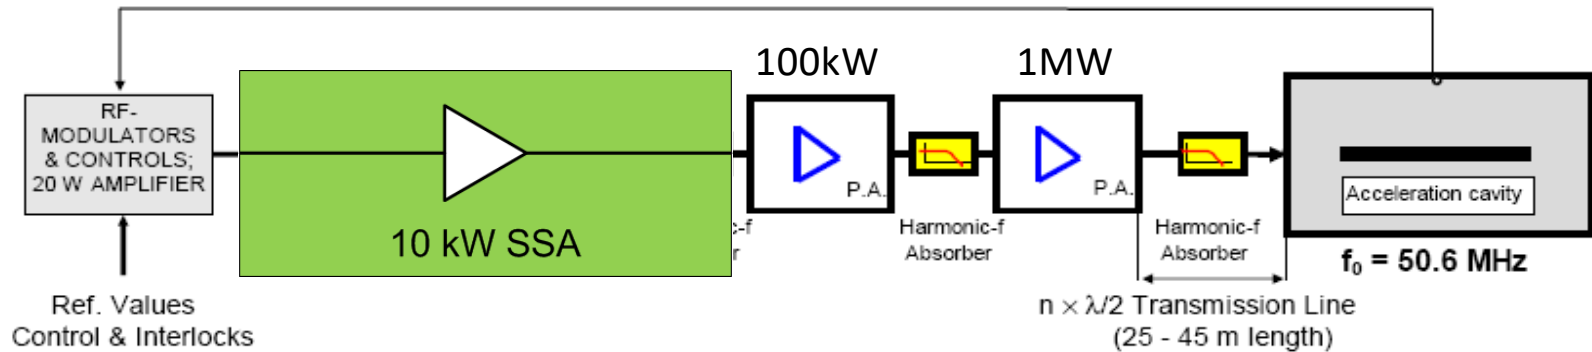 100kW
1MW
RF-
MODULATORS
& CONTROLS;
20 W AMPLIFIER
10 kW SSA
P.A.
P.A.
c-f
r
Harmonic-f
Absorber
Harmonic-f
Absorber
Acceleration cavity
f₀ = 50.6 MHz
Ref. Values
Control & Interlocks
n × λ/2 Transmission Line
(25 - 45 m length)